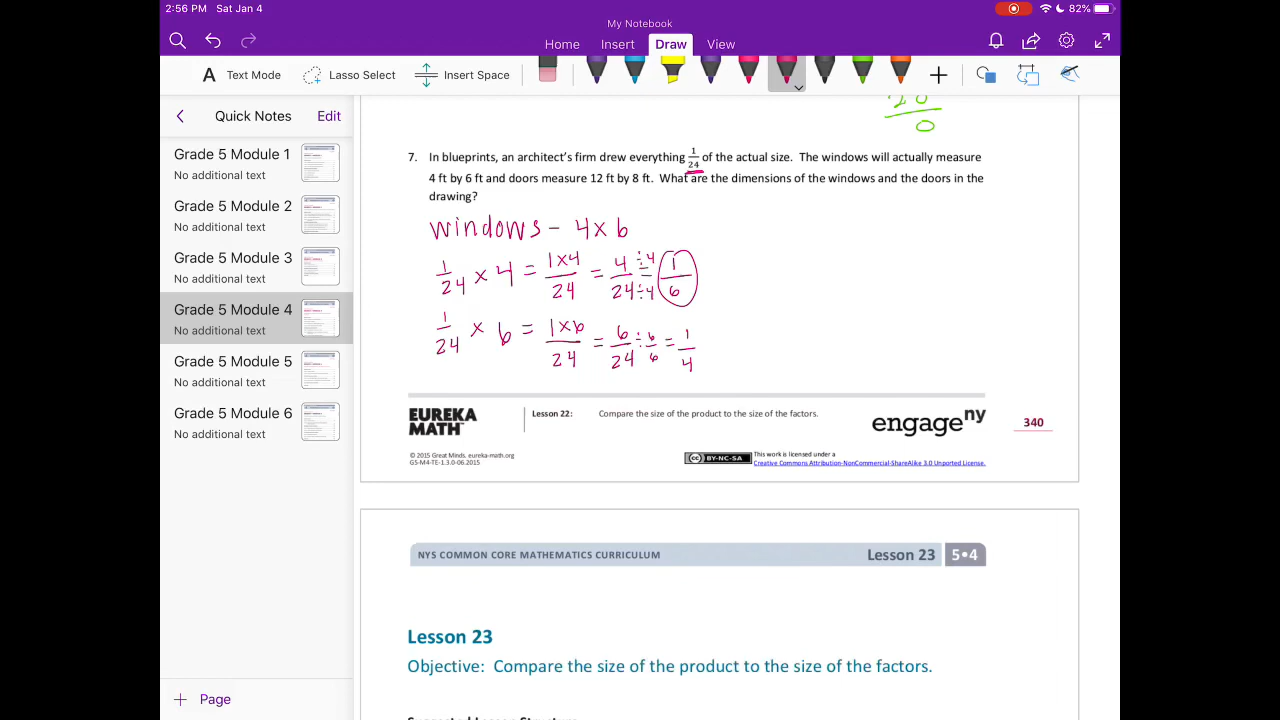 2:56 PM Sat Jan 4
82%
My Notebook
Home Insert Draw View
Text Mode Lasso Select Insert Space
Quick Notes Edit
Grade 5 Module 1
No additional text
Grade 5 Module 2
No additional text
Grade 5 Module 3
No additional text
Grade 5 Module 4
No additional text
Grade 5 Module 5
No additional text
Grade 5 Module 6
No additional text
Page
20
0
7. In blueprints, an architect's firm drew everything 1/24 of the actual size. The windows will actually measure
4 ft by 6 ft and doors measure 12 ft by 8 ft. What are the dimensions of the windows and the doors in the
drawing?
windows - 4 x 6
1/24 x 4 = 1x4/24 = 4/24 ÷4/÷4 1/6
1/24 x 6 = 1x6/24 = 6/24 ÷ 6/6 = 1/4
EUREKA MATH™
Lesson 22: Compare the size of the product to the size of the factors.
engage ny
340
© 2015 Great Minds. eureka-math.org
G5-M4-TE-1.3.0-06.2015
cc BY-NC-SA
This work is licensed under a
Creative Commons Attribution-NonCommercial-ShareAlike 3.0 Unported License.
NYS COMMON CORE MATHEMATICS CURRICULUM Lesson 23 5•4
Lesson 23
Objective: Compare the size of the product to the size of the factors.
Suggested Lesson Structure